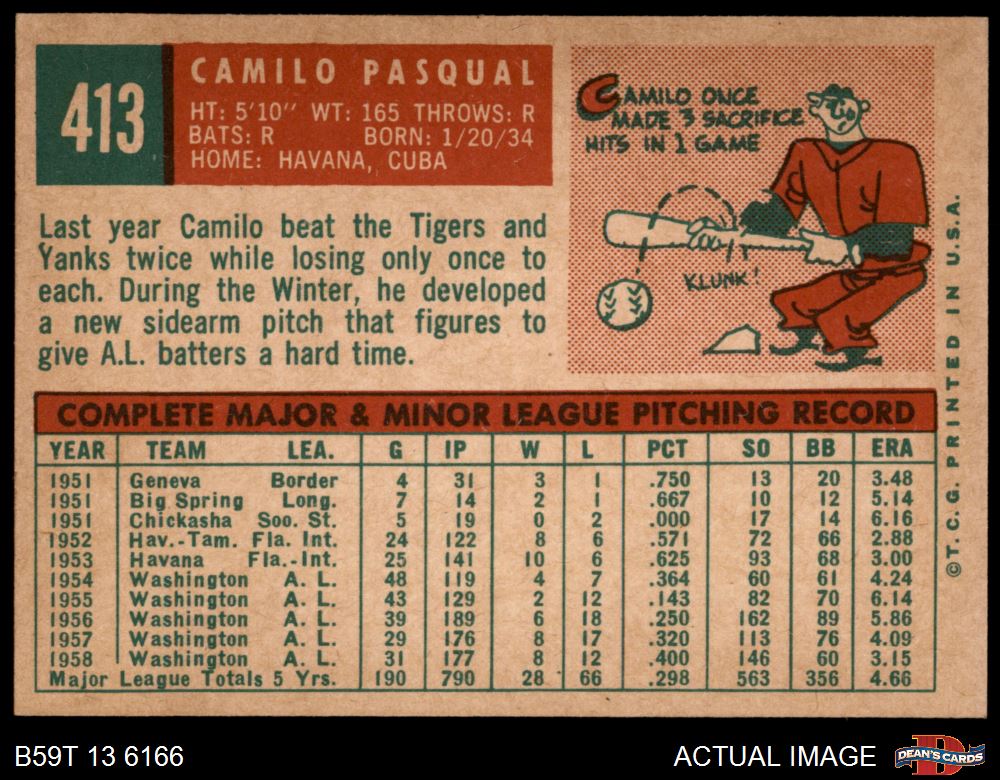 413
CAMILO PASQUAL
HT: 5'10" WT: 165 THROWS: R
BATS: R BORN: 1/20/34
HOME: HAVANA, CUBA
Last year Camilo beat the Tigers and
Yanks twice while losing only once to
each. During the Winter, he developed
a new sidearm pitch that figures to
give A.L. batters a hard time.
CAMILO ONCE
MADE 3 SACRIFICE
HITS IN 1 GAME
KLUNK!
©T.C.G. PRINTED IN U.S.A.
COMPLETE MAJOR & MINOR LEAGUE PITCHING RECORD
YEAR TEAM LEA. G IP W L PCT SO BB ERA
1951 Geneva Border 4 31 3 1 .750 13 20 3.48
1951 Big Spring Long. 7 14 2 1 .667 10 12 5.14
1951 Chickasha Soo. St. 5 19 0 2 .000 17 14 6.16
1952 Hav.-Tam. Fla. Int. 24 122 8 6 .571 72 66 2.88
1953 Havana Fla.-Int. 25 141 10 6 .625 93 68 3.00
1954 Washington A. L. 48 119 4 7 .364 60 61 4.24
1955 Washington A. L. 43 129 2 12 .143 82 70 6.14
1956 Washington A. L. 39 189 6 18 .250 162 89 5.86
1957 Washington A. L. 29 176 8 17 .320 113 76 4.09
1958 Washington A. L. 31 177 8 12 .400 146 60 3.15
Major League Totals 5 Yrs. 190 790 28 66 .298 563 356 4.66
B59T 13 6166
ACTUAL IMAGE
DEAN'S CARDS